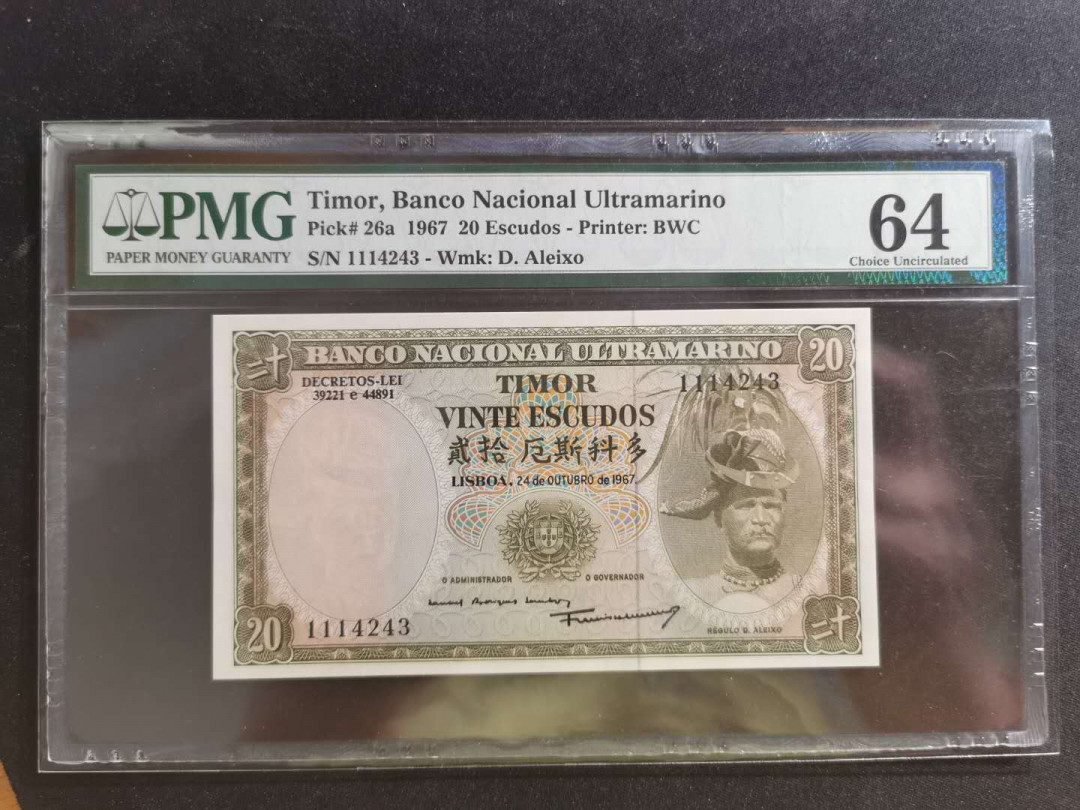 PMG
PAPER MONEY GUARANTY
Timor, Banco Nacional Ultramarino
Pick# 26a 1967 20 Escudos - Printer: BWC
S/N 1114243 - Wmk: D. Aleixo
64
Choice Uncirculated
二十
BANCO NACIONAL ULTRAMARINO
20
DECRETOS-LEI
39221 e 44891
TIMOR
1114243
VINTE ESCUDOS
貳拾厄斯科多
LISBOA, 24 de OUTUBRO de 1967
O ADMINISTRADOR
O GOVERNADOR
20
1114243
RÉGULO D. ALEIXO
二十